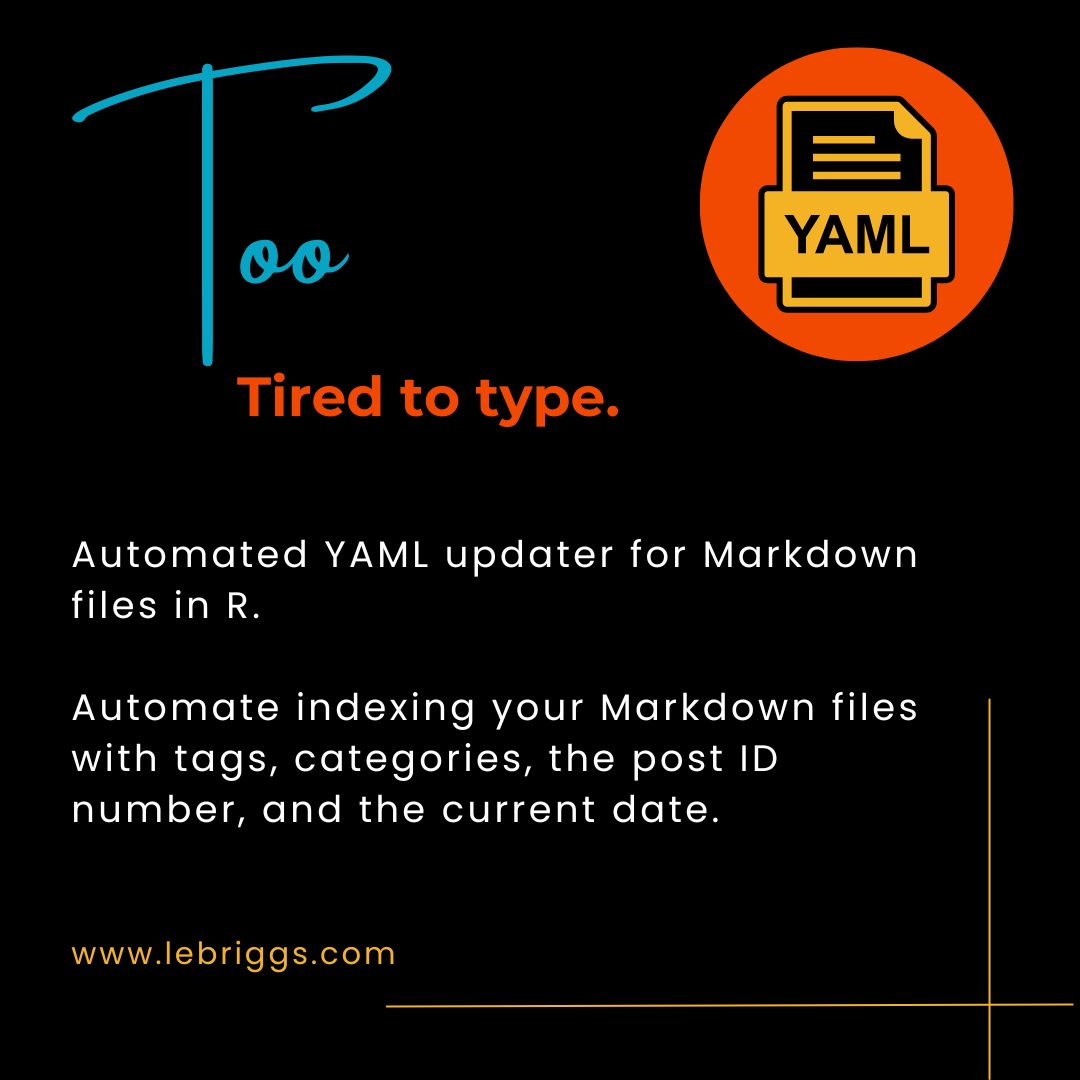 Too
YAML
Tired to type.
Automated YAML updater for Markdown
files in R.
Automate indexing your Markdown files
with tags, categories, the post ID
number, and the current date.
www.lebriggs.com